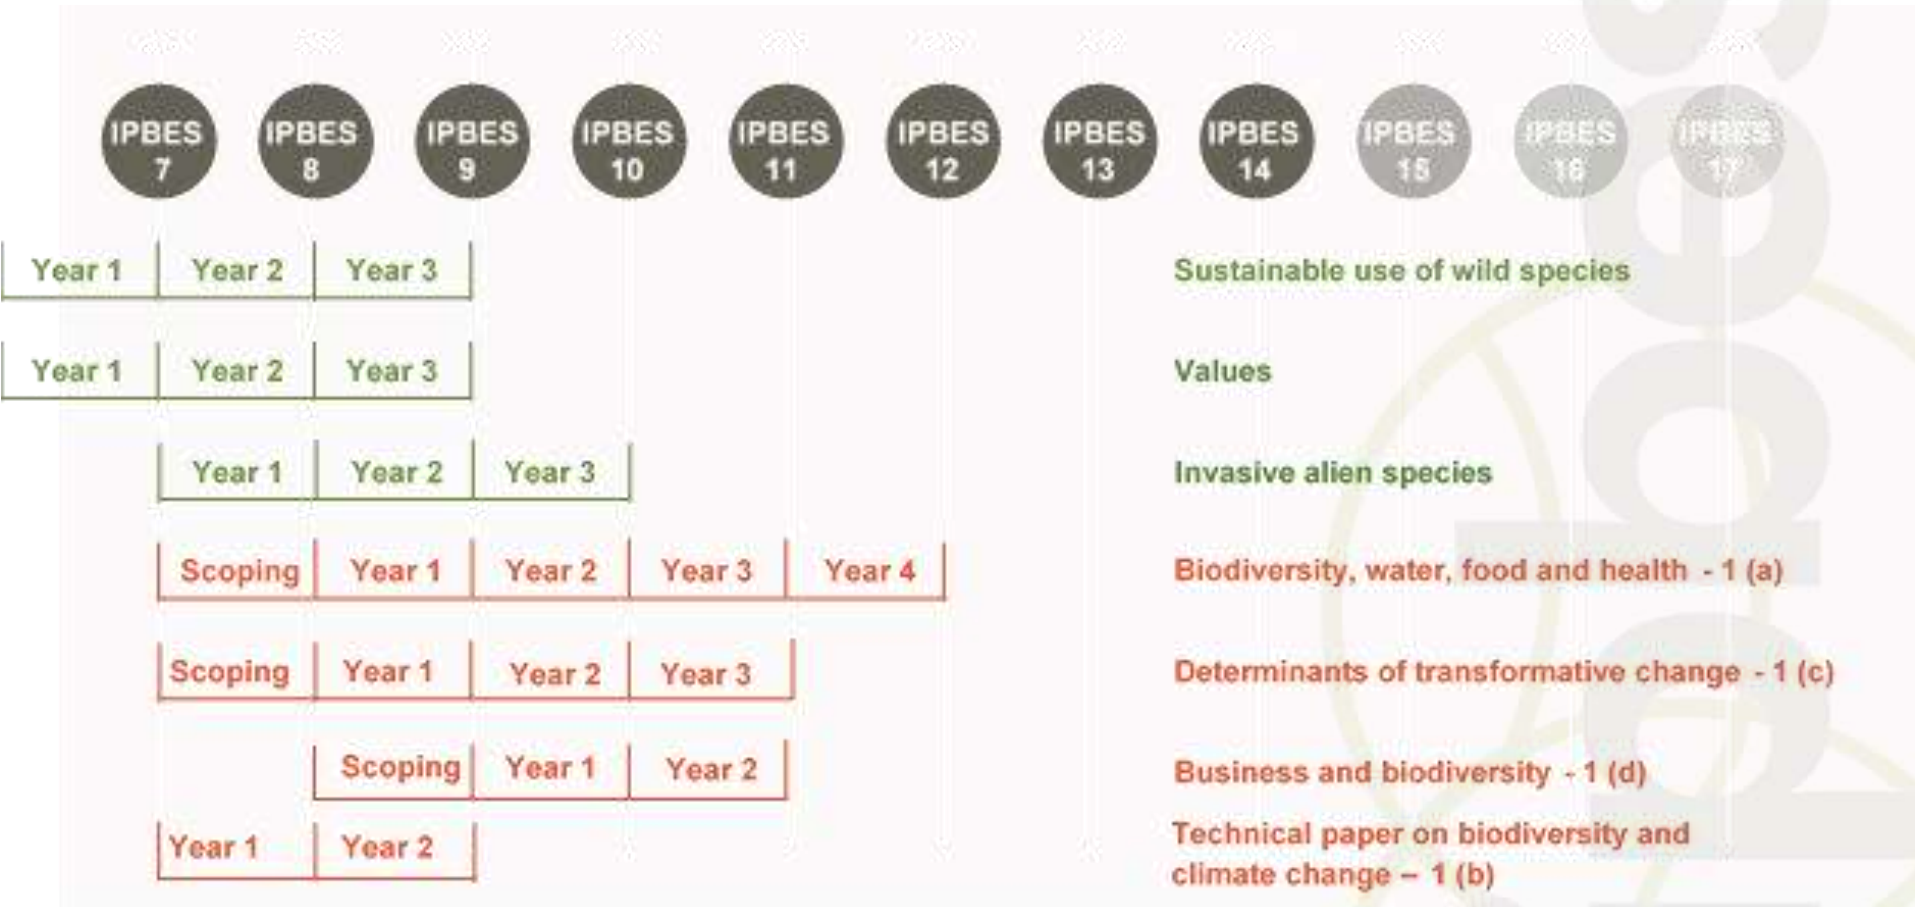 IPBES 7 IPBES 8 IPBES 9 IPBES 10 IPBES 11 IPBES 12 IPBES 13 IPBES 14 IPBES 15 IPBES 16 IPBES 17
Year 1 Year 2 Year 3 Sustainable use of wild species
Year 1 Year 2 Year 3 Values
Year 1 Year 2 Year 3 Invasive alien species
Scoping Year 1 Year 2 Year 3 Year 4 Biodiversity, water, food and health - 1 (a)
Scoping Year 1 Year 2 Year 3 Determinants of transformative change - 1 (c)
Scoping Year 1 Year 2 Business and biodiversity - 1 (d)
Year 1 Year 2 Technical paper on biodiversity and
climate change – 1 (b)